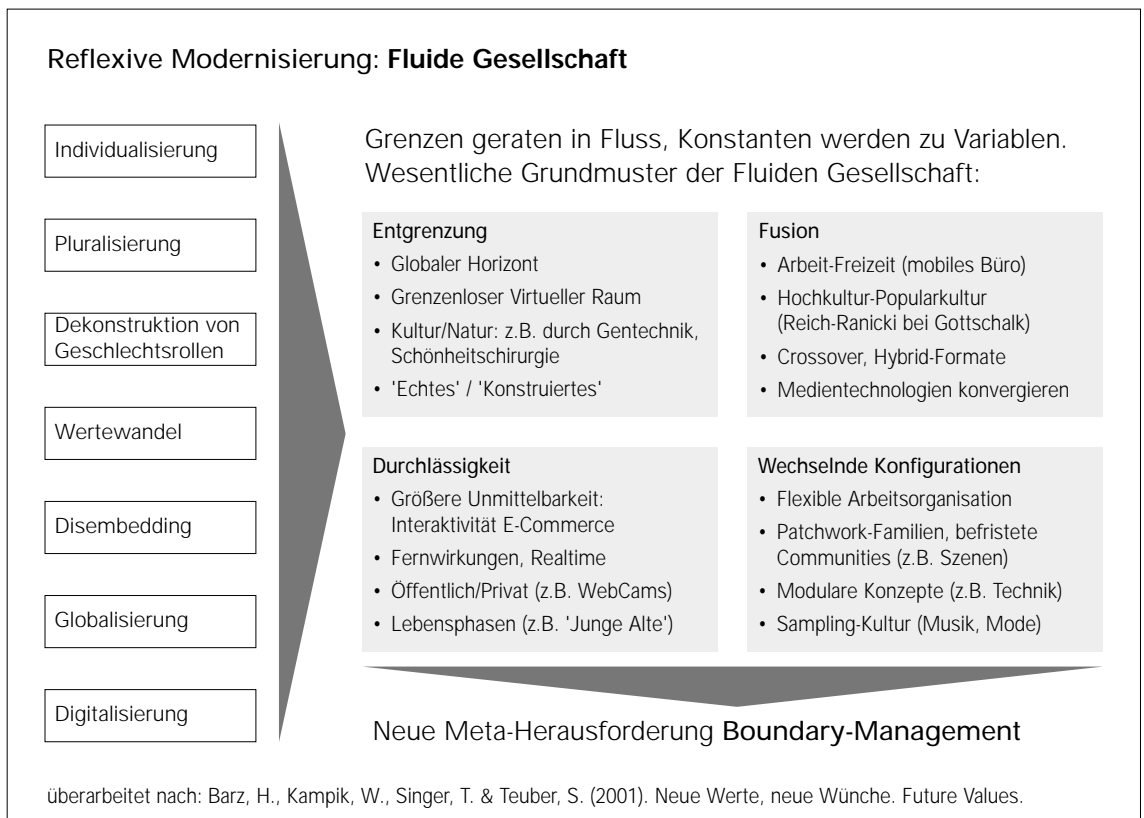 Reflexive Modernisierung: Fluide Gesellschaft
Individualisierung
Pluralisierung
Dekonstruktion von
Geschlechtsrollen
Wertewandel
Disembedding
Globalisierung
Digitalisierung
Grenzen geraten in Fluss, Konstanten werden zu Variablen.
Wesentliche Grundmuster der Fluiden Gesellschaft:
Entgrenzung
• Globaler Horizont
• Grenzenloser Virtueller Raum
• Kultur/Natur: z.B. durch Gentechnik,
Schönheitschirurgie
• 'Echtes' / 'Konstruiertes'
Fusion
• Arbeit-Freizeit (mobiles Büro)
• Hochkultur-Popularkultur
(Reich-Ranicki bei Gottschalk)
• Crossover, Hybrid-Formate
• Medientechnologien konvergieren
Durchlässigkeit
• Größere Unmittelbarkeit:
Interaktivität E-Commerce
• Fernwirkungen, Realtime
• Öffentlich/Privat (z.B. WebCams)
• Lebensphasen (z.B. 'Junge Alte')
Wechselnde Konfigurationen
• Flexible Arbeitsorganisation
• Patchwork-Familien, befristete
Communities (z.B. Szenen)
• Modulare Konzepte (z.B. Technik)
• Sampling-Kultur (Musik, Mode)
Neue Meta-Herausforderung Boundary-Management
überarbeitet nach: Barz, H., Kampik, W., Singer, T. & Teuber, S. (2001). Neue Werte, neue Wünche. Future Values.